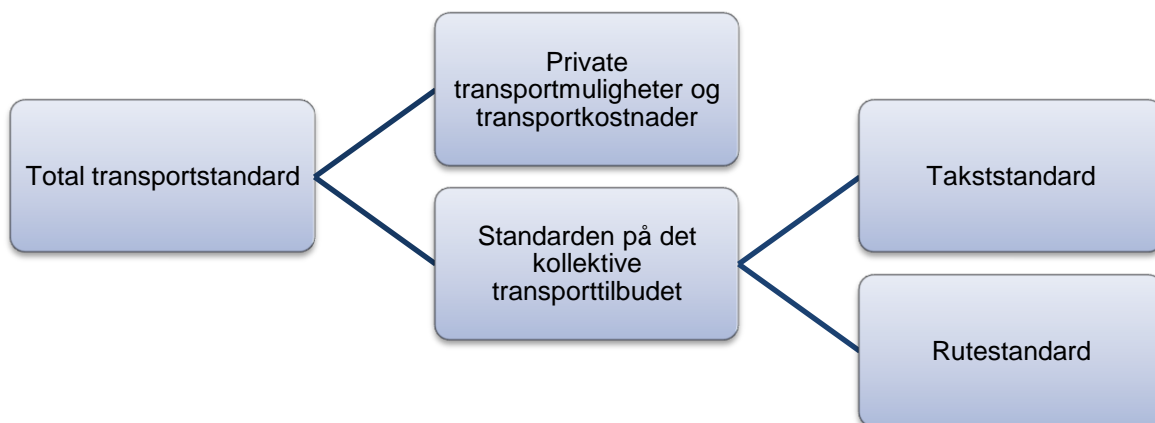 Total transportstandard
Private
transportmuligheter og
transportkostnader
Standarden på det
kollektive
transporttilbudet
Takststandard
Rutestandard